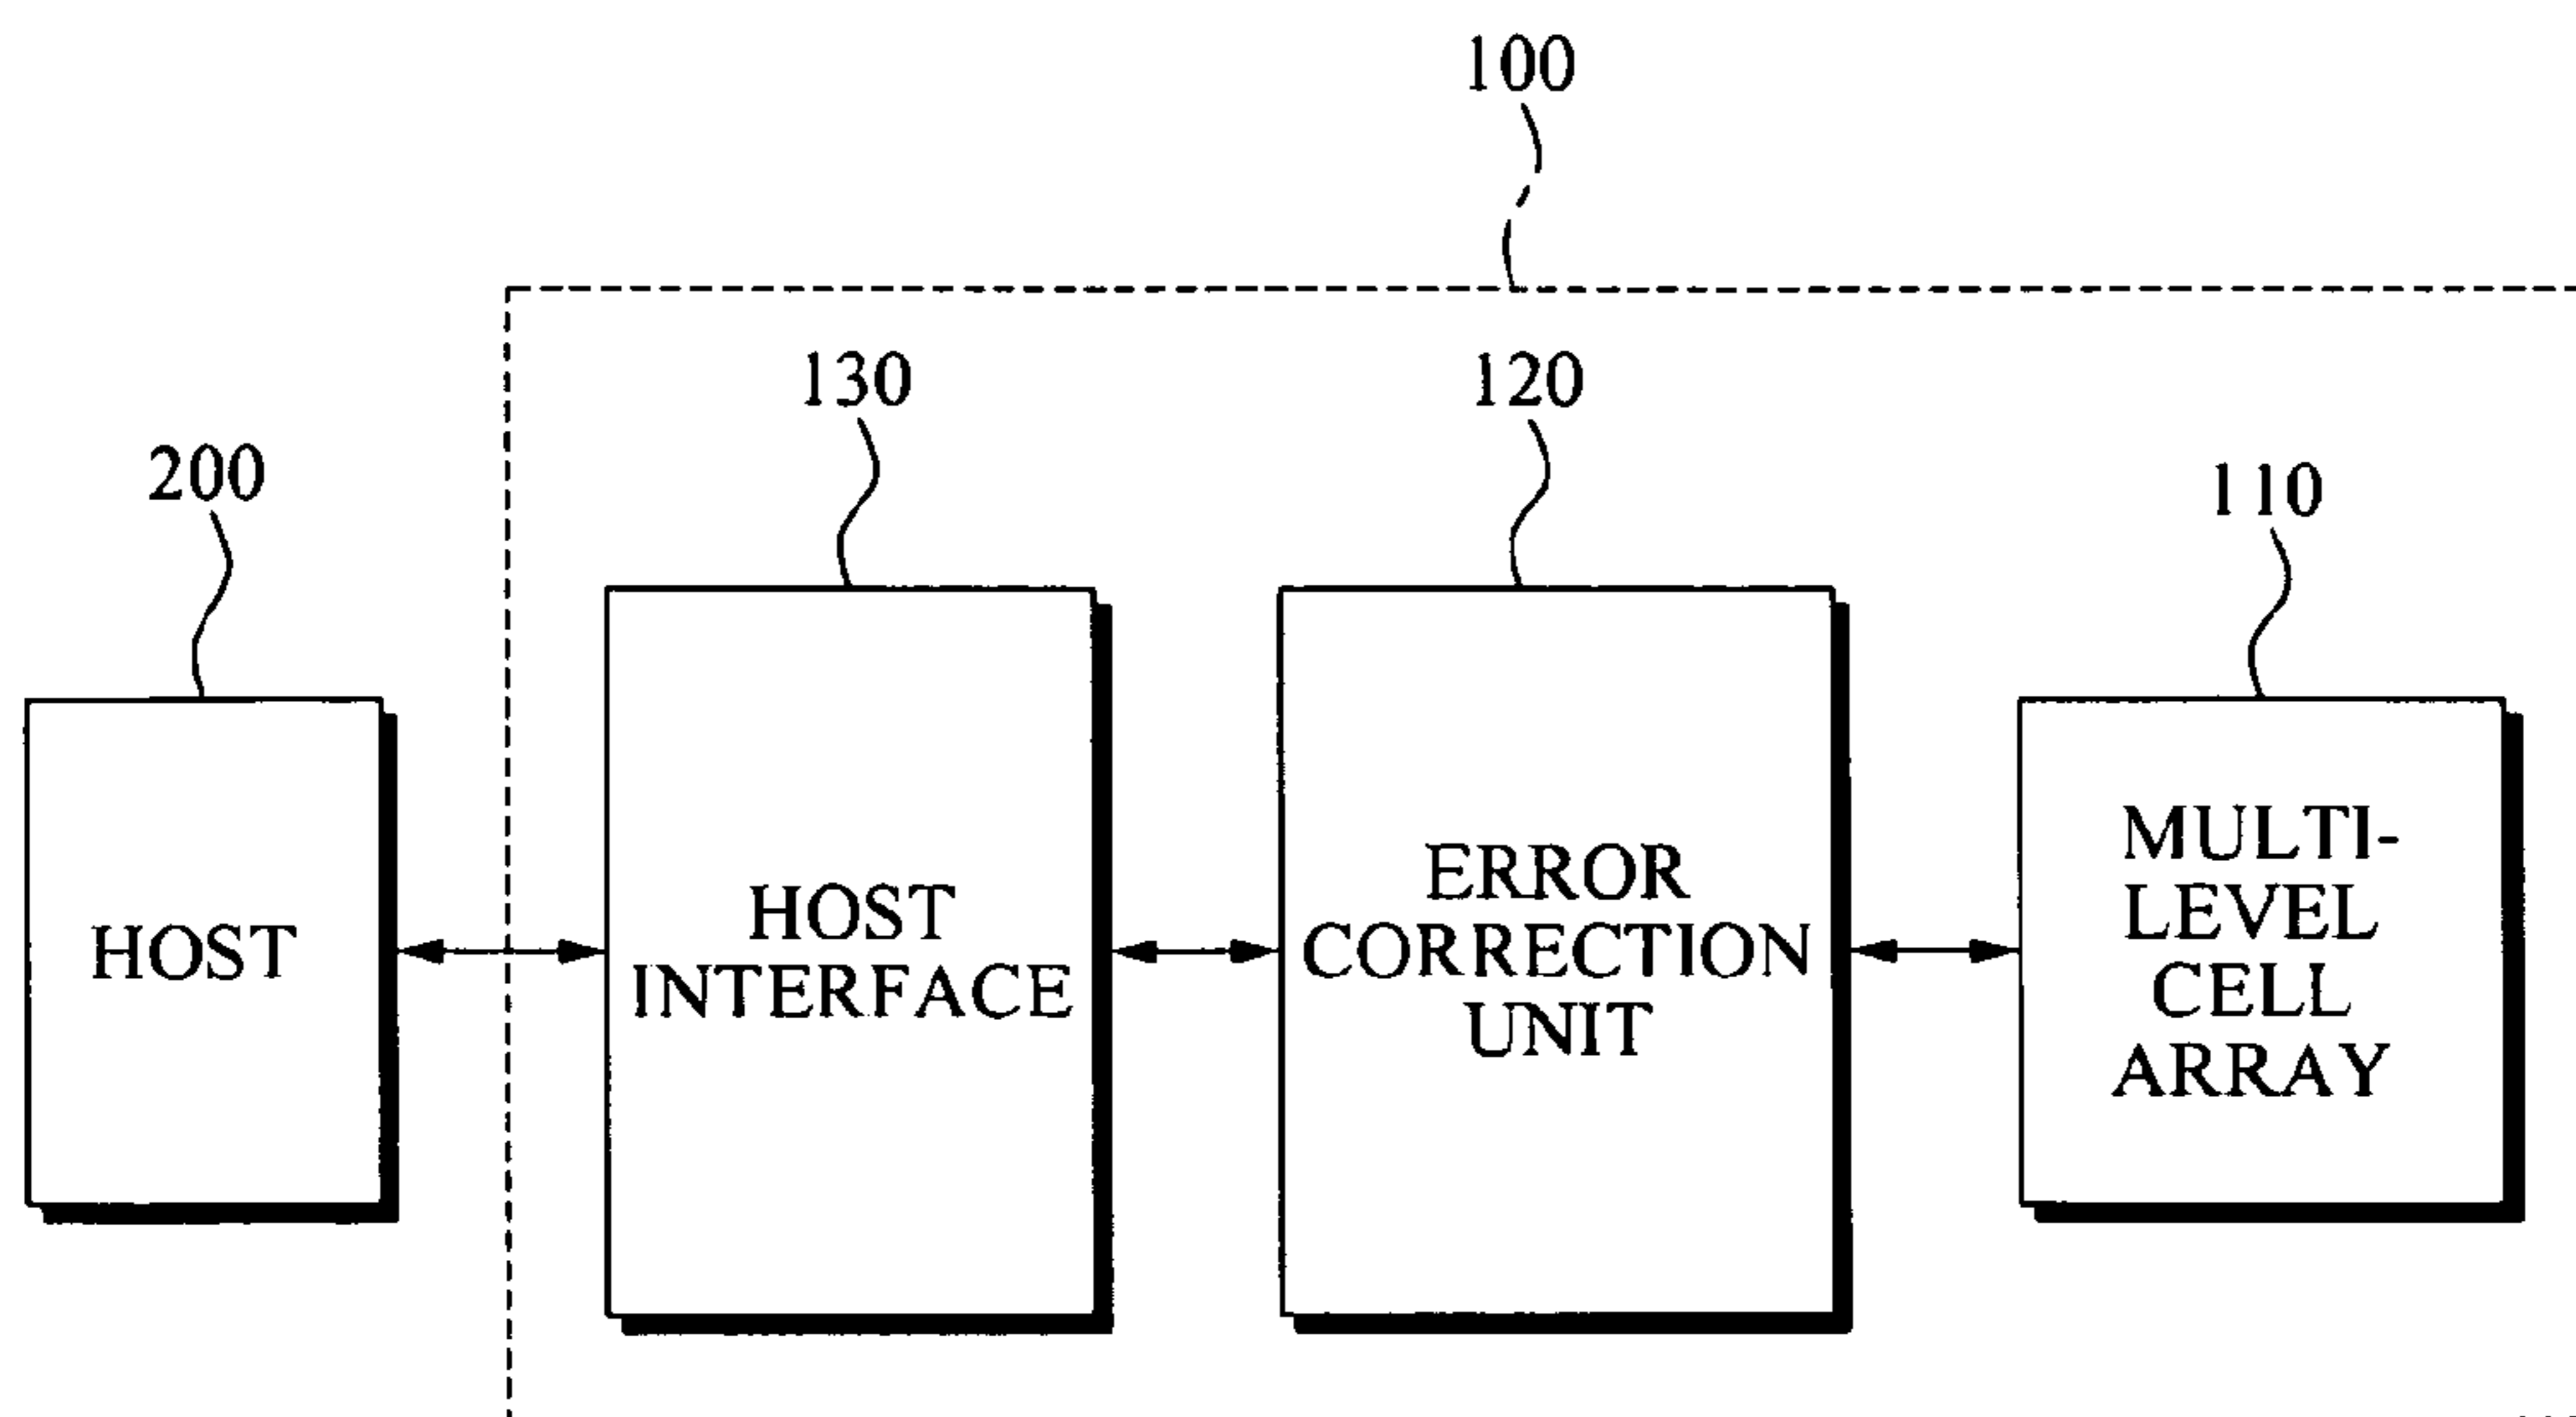 100
130
120
200
110
HOST
HOST
INTERFACE
ERROR
CORRECTION
UNIT
MULTI-
LEVEL
CELL
ARRAY